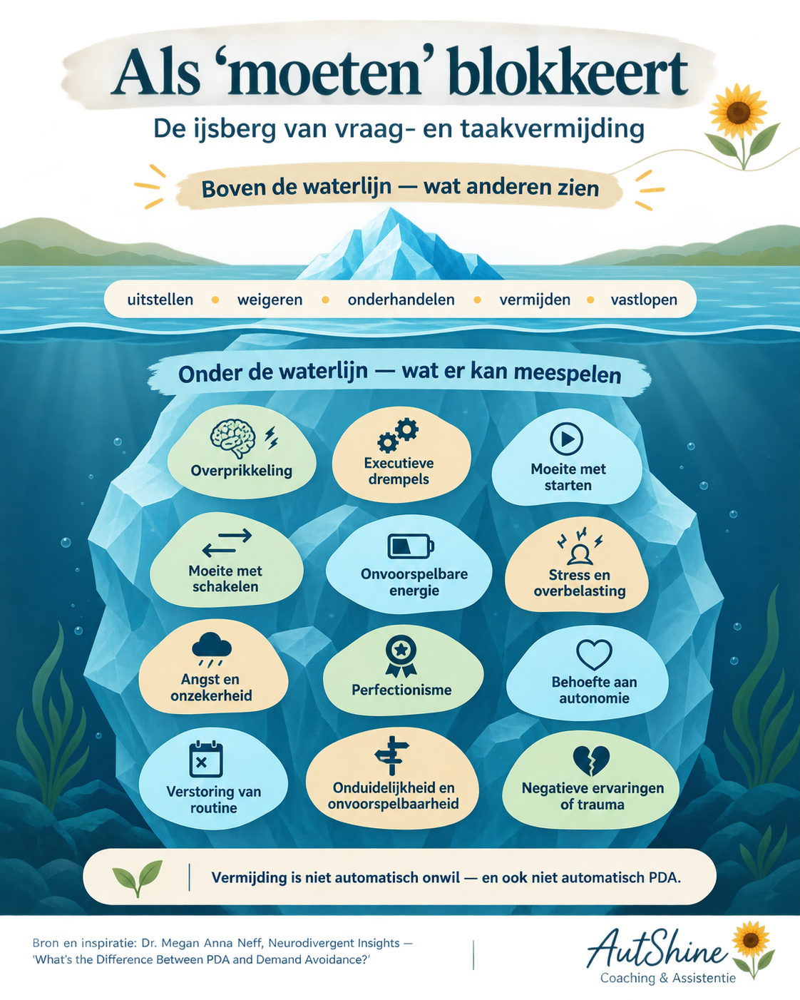 Als ‘moeten’ blokkeert
De ijsberg van vraag- en taakvermijding
Boven de waterlijn — wat anderen zien
uitstellen • weigeren • onderhandelen • vermijden • vastlopen
Onder de waterlijn — wat er kan meespelen
Overprikkeling
Executieve
drempels
Moeite met
starten
Moeite met
schakelen
Onvoorspelbare
energie
Stress en
overbelasting
Angst en
onzekerheid
Perfectionisme
Behoefte aan
autonomie
Verstoring van
routine
Onduidelijkheid en
onvoorspelbaarheid
Negatieve ervaringen
of trauma
Vermijding is niet automatisch onwil — en ook niet automatisch PDA.
Bron en inspiratie: Dr. Megan Anna Neff, Neurodivergent Insights —
‘What’s the Difference Between PDA and Demand Avoidance?’
AutShine
Coaching & Assistentie